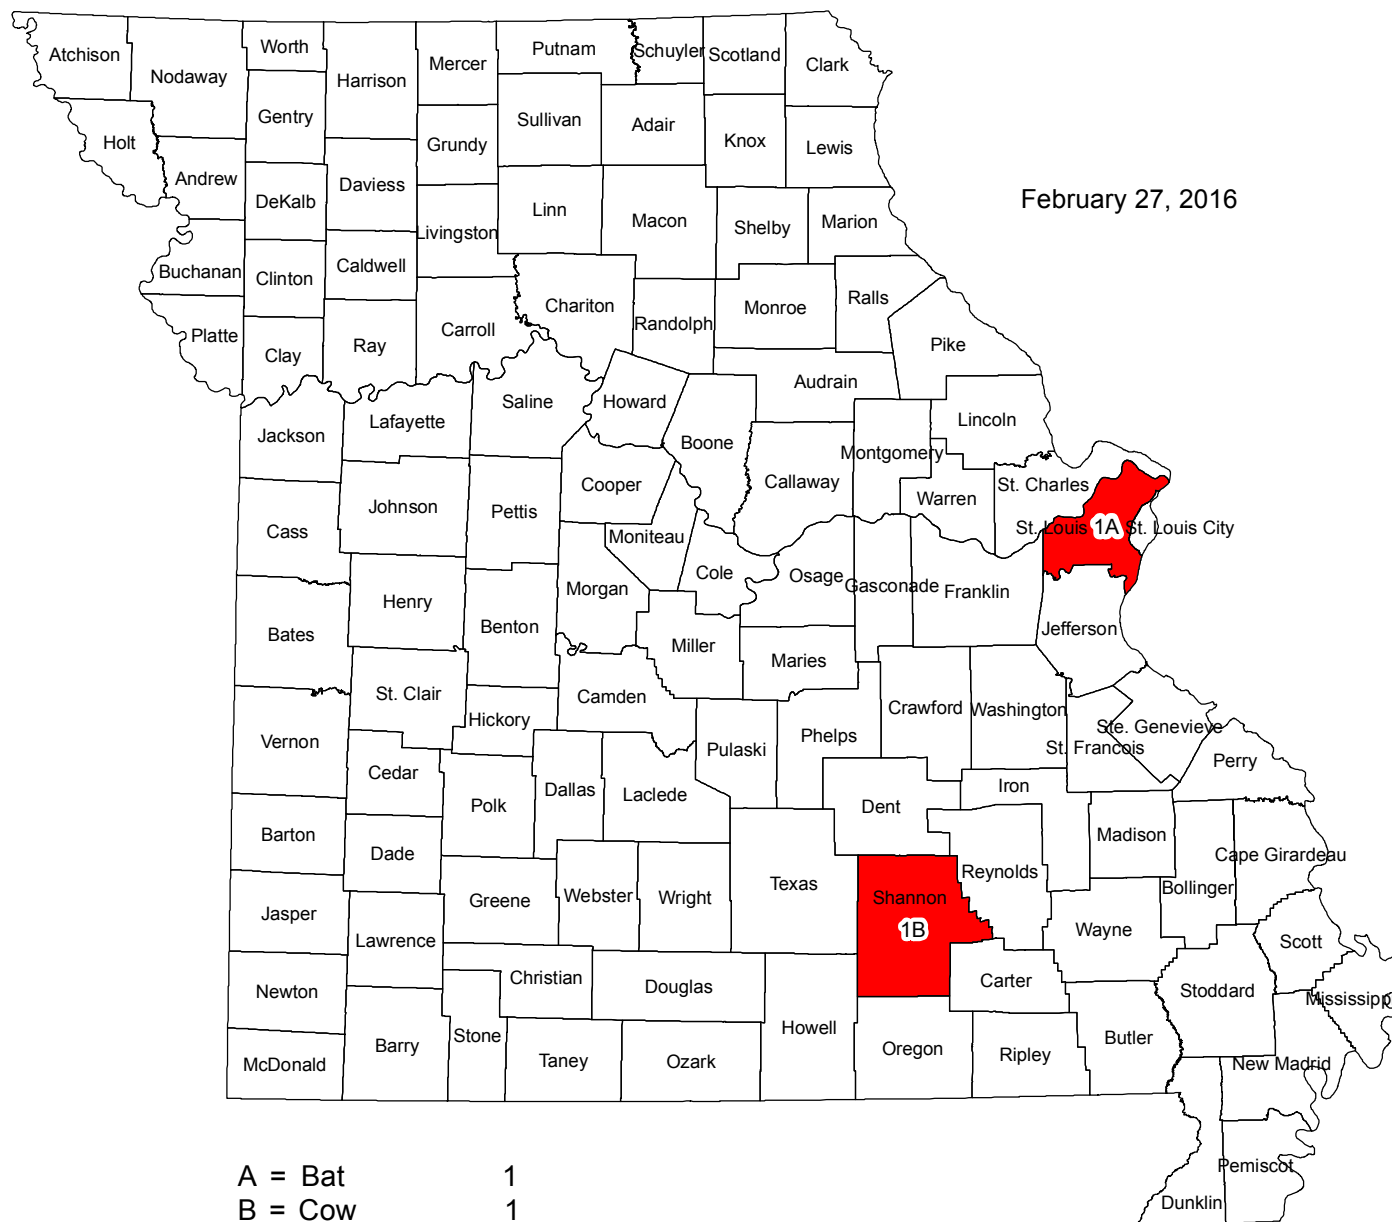 Atchison
Nodaway
Worth
Harrison
Mercer
Putnam
Schuyler
Scotland
Clark
Gentry
Holt
Andrew
DeKalb
Daviess
Grundy
Sullivan
Adair
Knox
Lewis
February 27, 2016
Livingston
Linn
Macon
Shelby
Marion
Buchanan
Clinton
Caldwell
Chariton
Monroe
Ralls
Platte
Clay
Ray
Carroll
Randolph
Pike
Audrain
Jackson
Lafayette
Saline
Howard
Boone
Lincoln
Montgomery
Cooper
Callaway
St. Charles
Warren
Cass
Johnson
Pettis
Moniteau
St. Louis
1A
St. Louis City
Cole
Osage
Gasconade
Franklin
Morgan
Bates
Henry
Benton
Miller
Maries
Jefferson
St. Clair
Camden
Hickory
Crawford
Washington
Ste. Genevieve
St. Francois
Vernon
Pulaski
Phelps
Perry
Cedar
Polk
Dallas
Laclede
Dent
Iron
Barton
Dade
Madison
Cape Girardeau
Texas
Reynolds
Bollinger
Jasper
Greene
Webster
Wright
Shannon
1B
Wayne
Scott
Lawrence
Christian
Douglas
Carter
Stoddard
Mississippi
Newton
Howell
Barry
Stone
Taney
Ozark
Oregon
Ripley
Butler
New Madrid
McDonald
Pemiscot
Dunklin
A = Bat 1
B = Cow 1